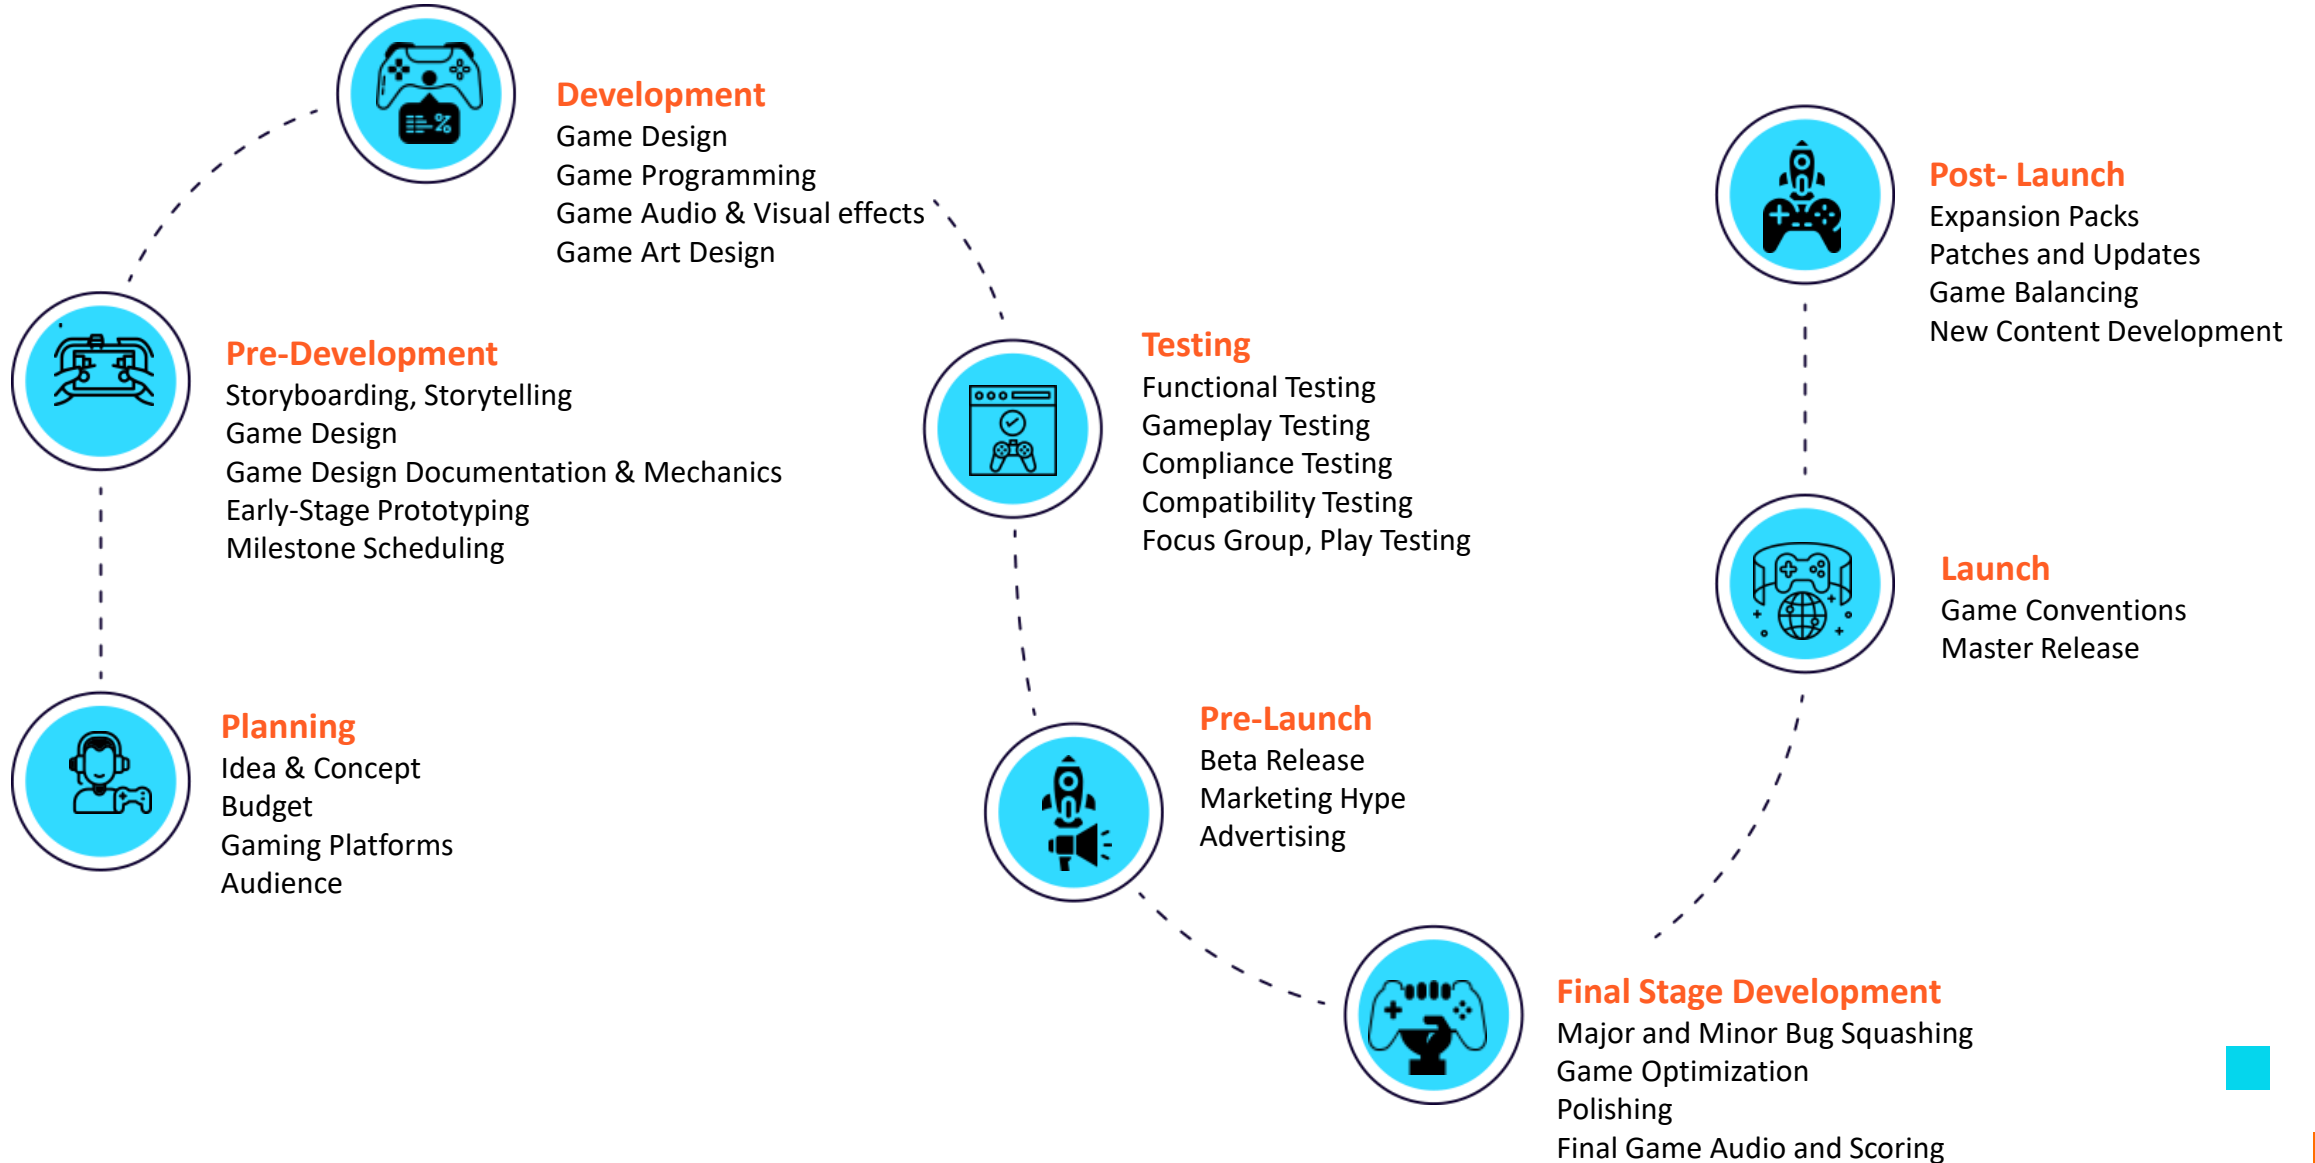 Development
Game Design
Game Programming
Game Audio & Visual effects
Game Art Design
Pre-Development
Storyboarding, Storytelling
Game Design
Game Design Documentation & Mechanics
Early-Stage Prototyping
Milestone Scheduling
Planning
Idea & Concept
Budget
Gaming Platforms
Audience
Testing
Functional Testing
Gameplay Testing
Compliance Testing
Compatibility Testing
Focus Group, Play Testing
Pre-Launch
Beta Release
Marketing Hype
Advertising
Final Stage Development
Major and Minor Bug Squashing
Game Optimization
Polishing
Final Game Audio and Scoring
Launch
Game Conventions
Master Release
Post- Launch
Expansion Packs
Patches and Updates
Game Balancing
New Content Development